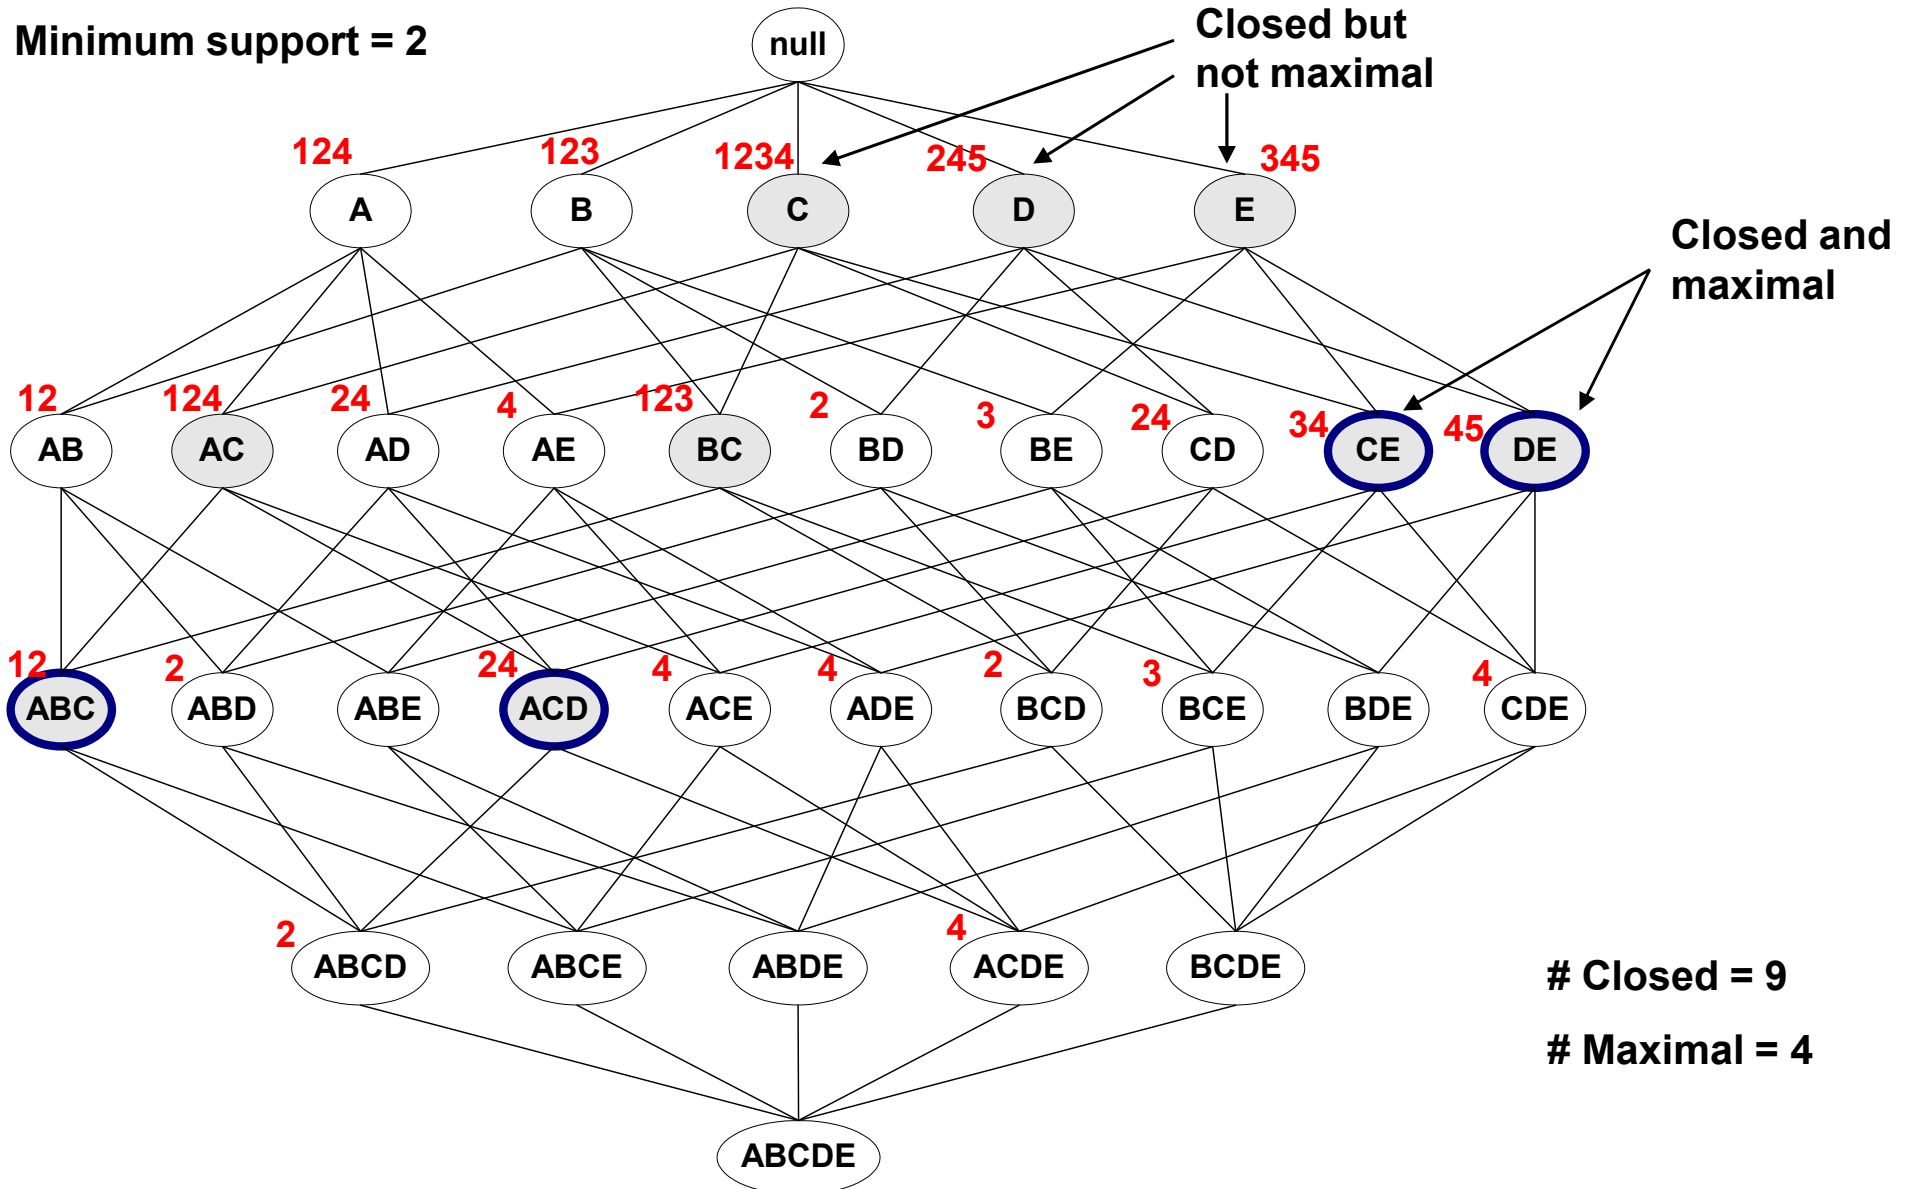 Minimum support = 2
null
Closed but
not maximal
124
123
1234
245
345
A
B
C
D
E
Closed and
maximal
12
124
24
4
123
2
3
24
34
45
AB
AC
AD
AE
BC
BD
BE
CD
CE
DE
12
2
24
4
4
2
3
4
ABC
ABD
ABE
ACD
ACE
ADE
BCD
BCE
BDE
CDE
2
4
ABCD
ABCE
ABDE
ACDE
BCDE
# Closed = 9
# Maximal = 4
ABCDE